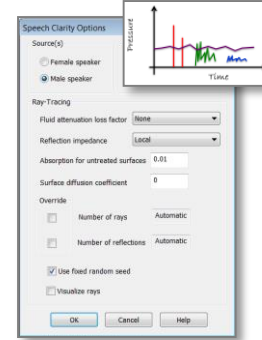 Speech Clarity Options
Pressure
Time
Source(s)
Female speaker
Male speaker
Ray-Tracing
Fluid attenuation loss factor None
Reflection impedance Local
Absorption for untreated surfaces 0.01
Surface diffusion coefficient 0
Override
Number of rays Automatic
Number of reflections Automatic
Use fixed random seed
Visualize rays
OK Cancel Help